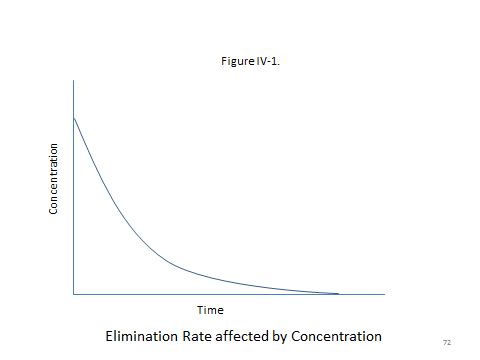 Figure IV-1.
Concentration
Time
Elimination Rate affected by Concentration
72